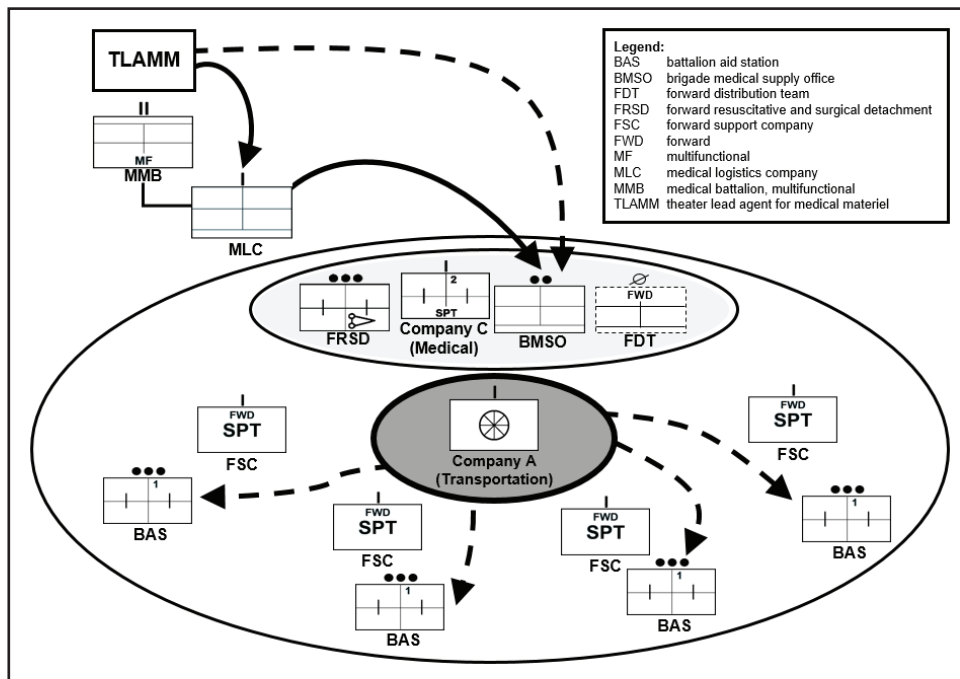 TLAMM
MF
MMB
MLC
Legend:
BAS battalion aid station
BMSO brigade medical supply office
FDT forward distribution team
FRSD forward resuscitative and surgical detachment
FSC forward support company
FWD forward
MF multifunctional
MLC medical logistics company
MMB medical battalion, multifunctional
TLAMM theater lead agent for medical materiel
FRSD
2
SPT
Company C
(Medical)
BMSO
FWD
FDT
FWD
SPT
FSC
Company A
(Transportation)
FWD
SPT
FSC
1
BAS
FWD
SPT
FSC
FWD
SPT
FSC
1
BAS
1
BAS
1
BAS